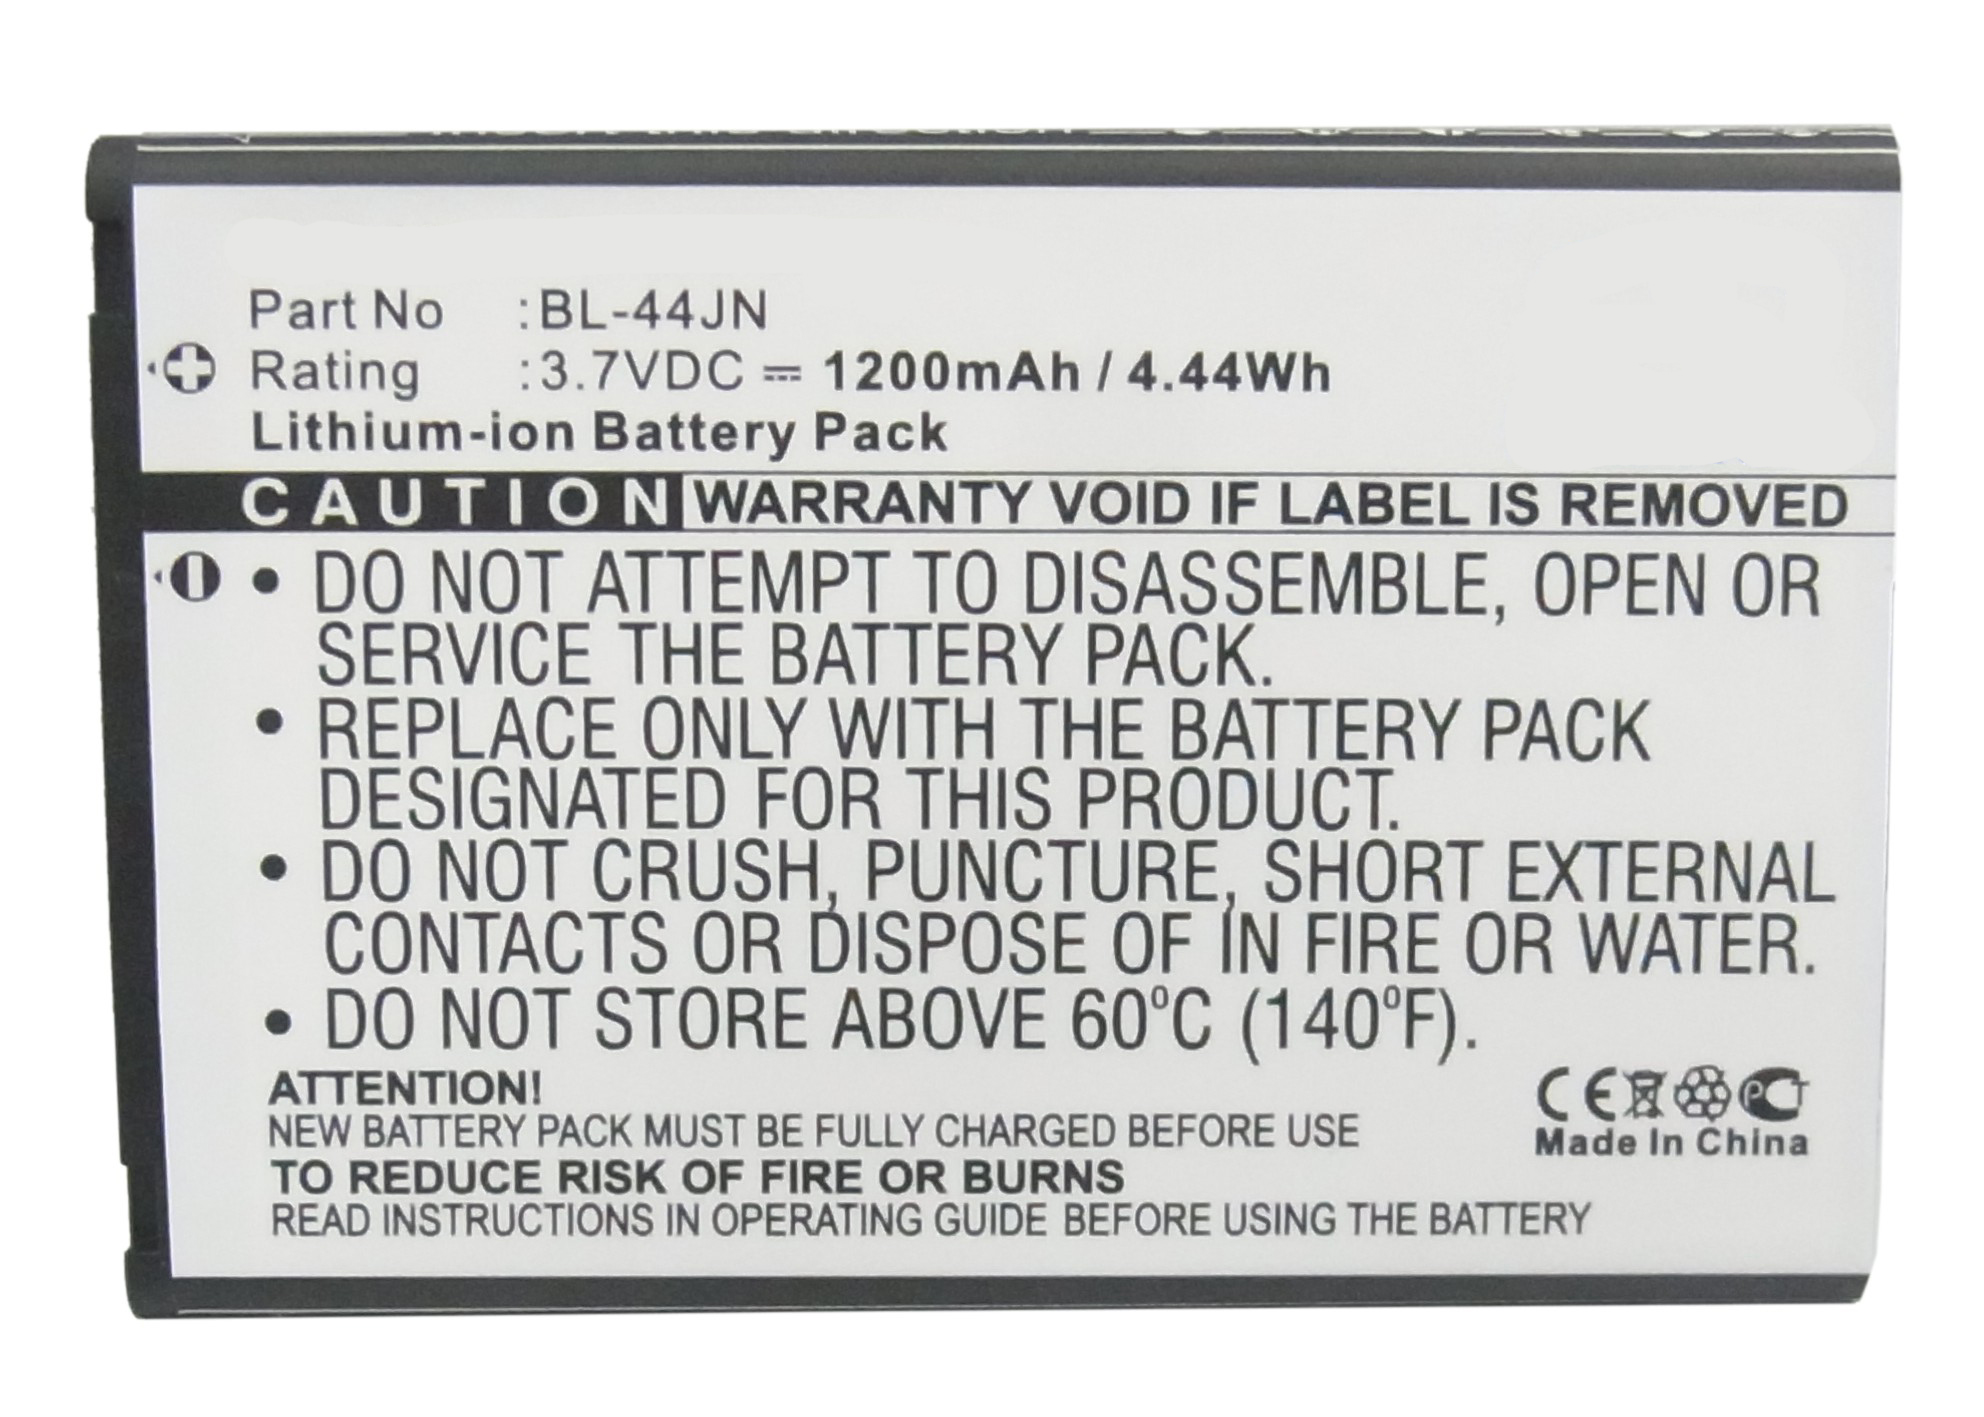 Part No :BL-44JN
Rating :3.7VDC ⎓ 1200mAh / 4.44Wh
Lithium-ion Battery Pack
CAUTION WARRANTY VOID IF LABEL IS REMOVED
• DO NOT ATTEMPT TO DISASSEMBLE, OPEN OR
SERVICE THE BATTERY PACK.
• REPLACE ONLY WITH THE BATTERY PACK
DESIGNATED FOR THIS PRODUCT.
• DO NOT CRUSH, PUNCTURE, SHORT EXTERNAL
CONTACTS OR DISPOSE OF IN FIRE OR WATER.
• DO NOT STORE ABOVE 60°C (140°F).
ATTENTION!
NEW BATTERY PACK MUST BE FULLY CHARGED BEFORE USE
TO REDUCE RISK OF FIRE OR BURNS
READ INSTRUCTIONS IN OPERATING GUIDE BEFORE USING THE BATTERY
CE PCT
Made In China